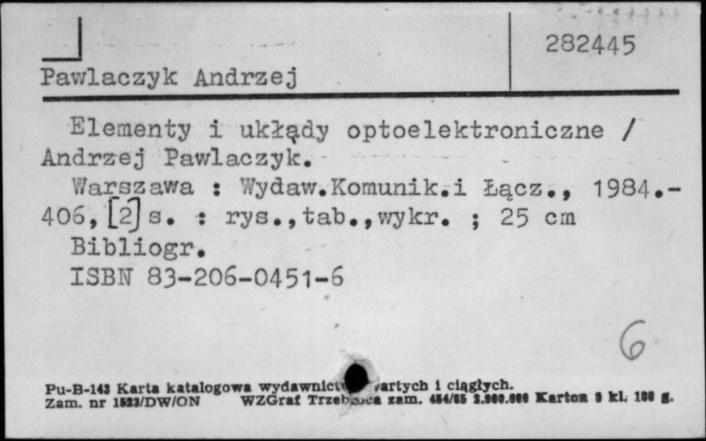 282445
Pawlaczyk Andrzej
Elementy i układy optoelektroniczne /
Andrzej Pawlaczyk.
Warszawa : Wydaw.Komunik.i Łącz., 1984.-
406,[2]s. : rys.,tab.,wykr. ; 25 cm
Bibliogr.
ISBN 83-206-0451-6
6
Pu-B-143 Karta katalogowa wydawnict artych i ciągłych.
Zam. nr 1523/DW/ON WZGraf zam. Karton kl. g.